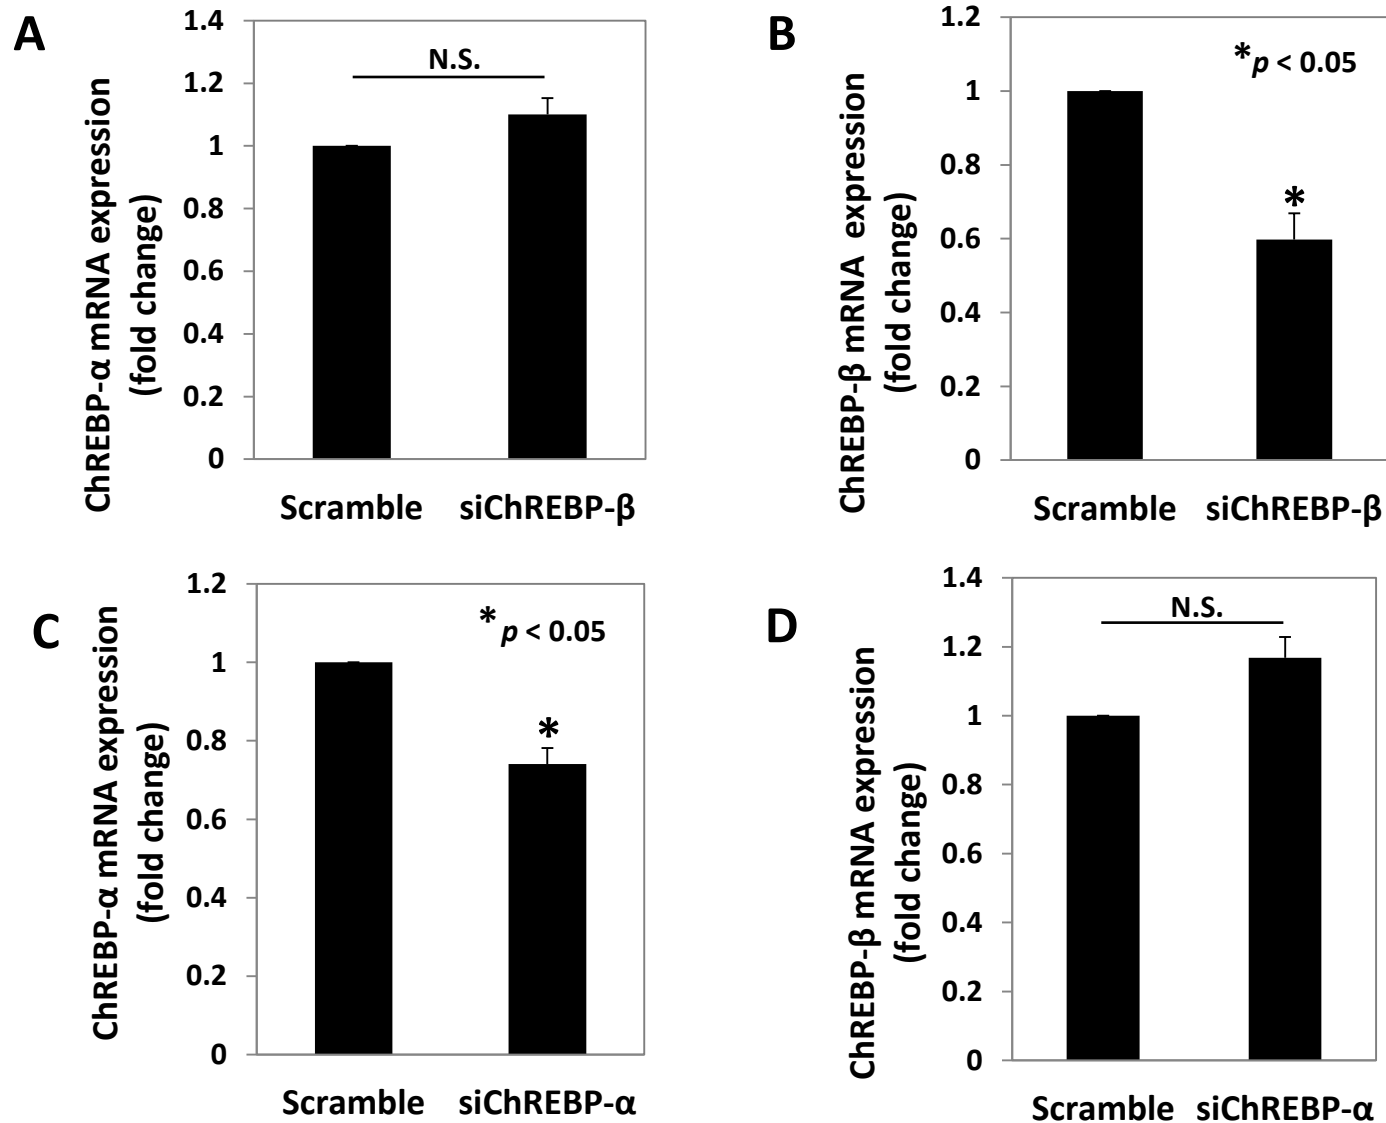 A
ChREBP-α mRNA expression
(fold change)
1.4
1.2
1
0.8
0.6
0.4
0.2
0
N.S.
Scramble siChREBP-β
B
ChREBP-β mRNA expression
(fold change)
1.2
1
0.8
0.6
0.4
0.2
0
*p < 0.05
*
Scramble siChREBP-β
C
ChREBP-α mRNA expression
(fold change)
1.2
1
0.8
0.6
0.4
0.2
0
* p < 0.05
*
Scramble siChREBP-α
D
ChREBP-β mRNA expression
(fold change)
1.4
1.2
1
0.8
0.6
0.4
0.2
0
N.S.
Scramble siChREBP-α